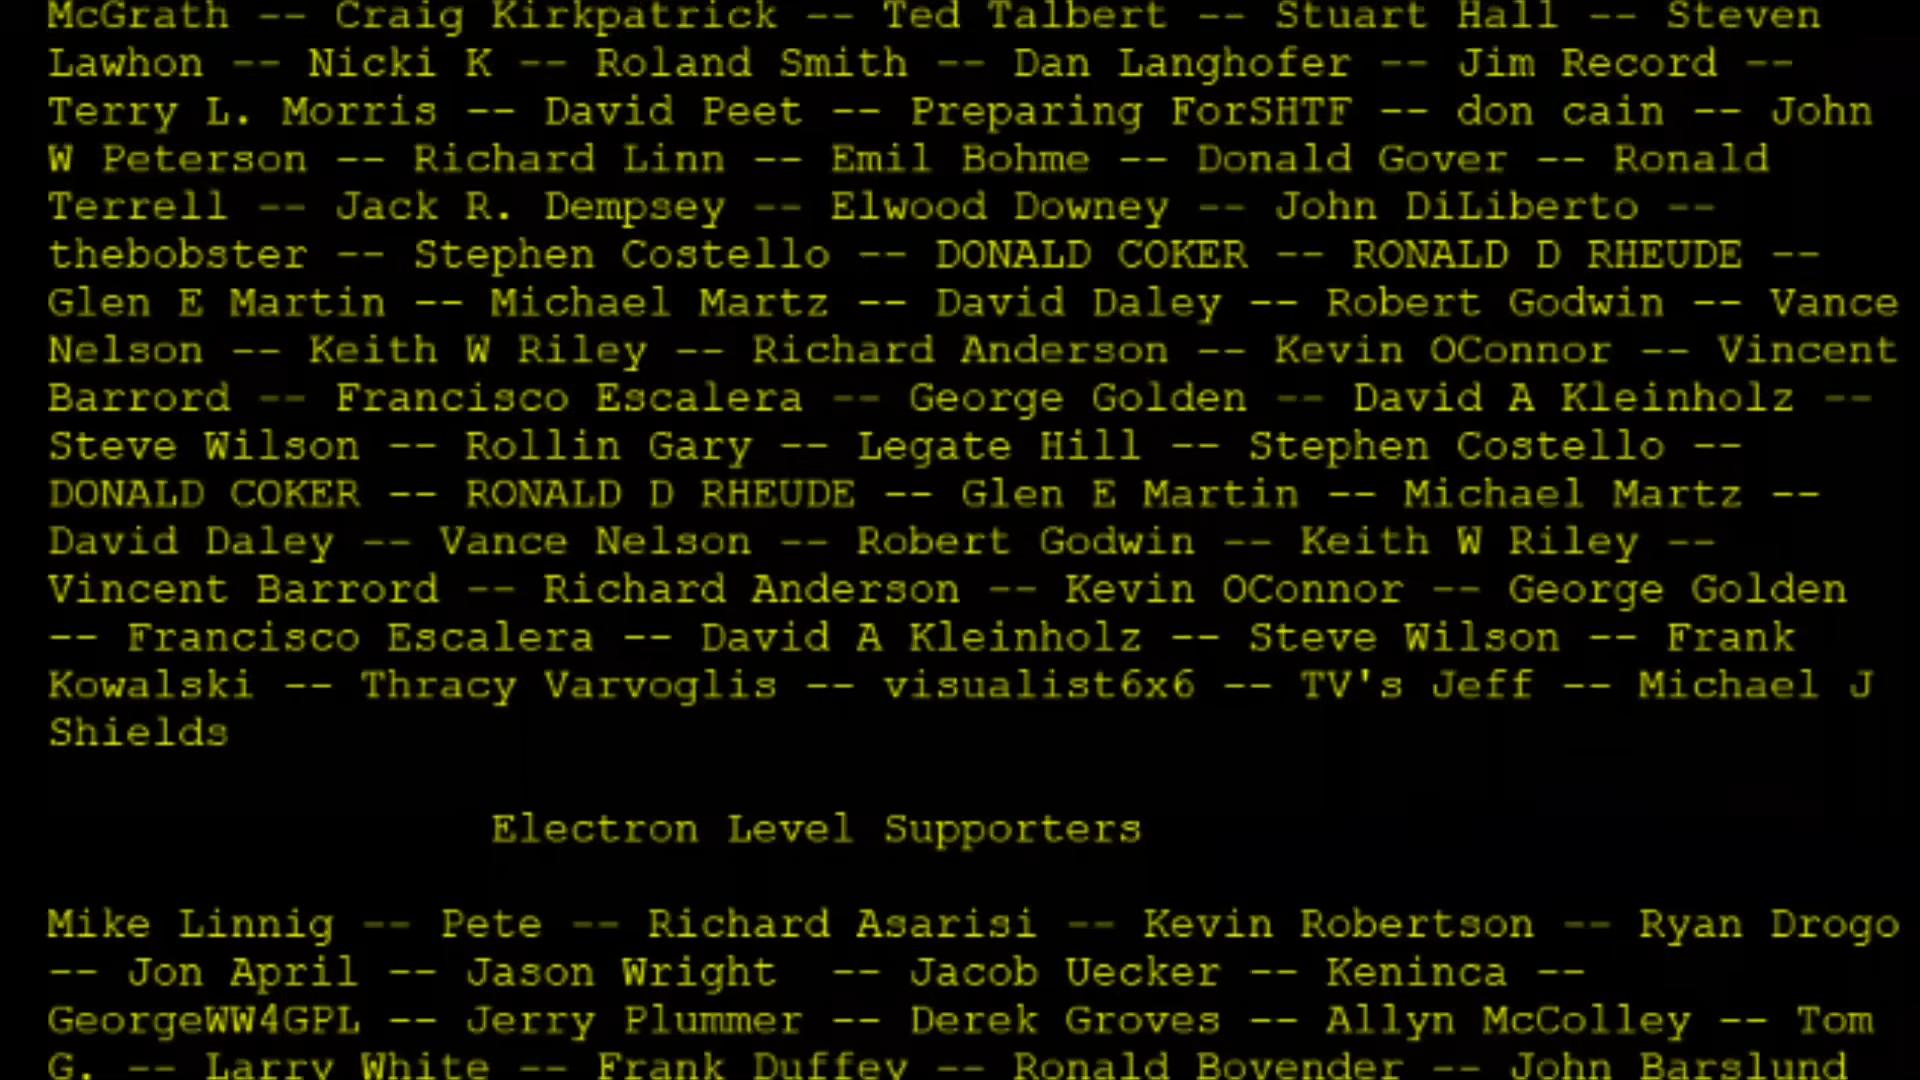 McGrath -- Craig Kirkpatrick -- Ted Talbert -- Stuart Hall -- Steven
Lawhon -- Nicki K -- Roland Smith -- Dan Langhofer -- Jim Record --
Terry L. Morris -- David Peet -- Preparing ForSHTF -- don cain -- John
W Peterson -- Richard Linn -- Emil Bohme -- Donald Gover -- Ronald
Terrell -- Jack R. Dempsey -- Elwood Downey -- John DiLiberto --
thebobster -- Stephen Costello -- DONALD COKER -- RONALD D RHEUDE --
Glen E Martin -- Michael Martz -- David Daley -- Robert Godwin -- Vance
Nelson -- Keith W Riley -- Richard Anderson -- Kevin OConnor -- Vincent
Barrord -- Francisco Escalera -- George Golden -- David A Kleinholz --
Steve Wilson -- Rollin Gary -- Legate Hill -- Stephen Costello --
DONALD COKER -- RONALD D RHEUDE -- Glen E Martin -- Michael Martz --
David Daley -- Vance Nelson -- Robert Godwin -- Keith W Riley --
Vincent Barrord -- Richard Anderson -- Kevin OConnor -- George Golden
-- Francisco Escalera -- David A Kleinholz -- Steve Wilson -- Frank
Kowalski -- Thracy Varvoglis -- visualist6x6 -- TV's Jeff -- Michael J
Shields
Electron Level Supporters
Mike Linnig -- Pete -- Richard Asarisi -- Kevin Robertson -- Ryan Drogo
-- Jon April -- Jason Wright -- Jacob Uecker -- Keninca --
GeorgeWW4GPL -- Jerry Plummer -- Derek Groves -- Allyn McColley -- Tom
G. -- Larry White -- Frank Duffey -- Ronald Bovender -- John Barslund